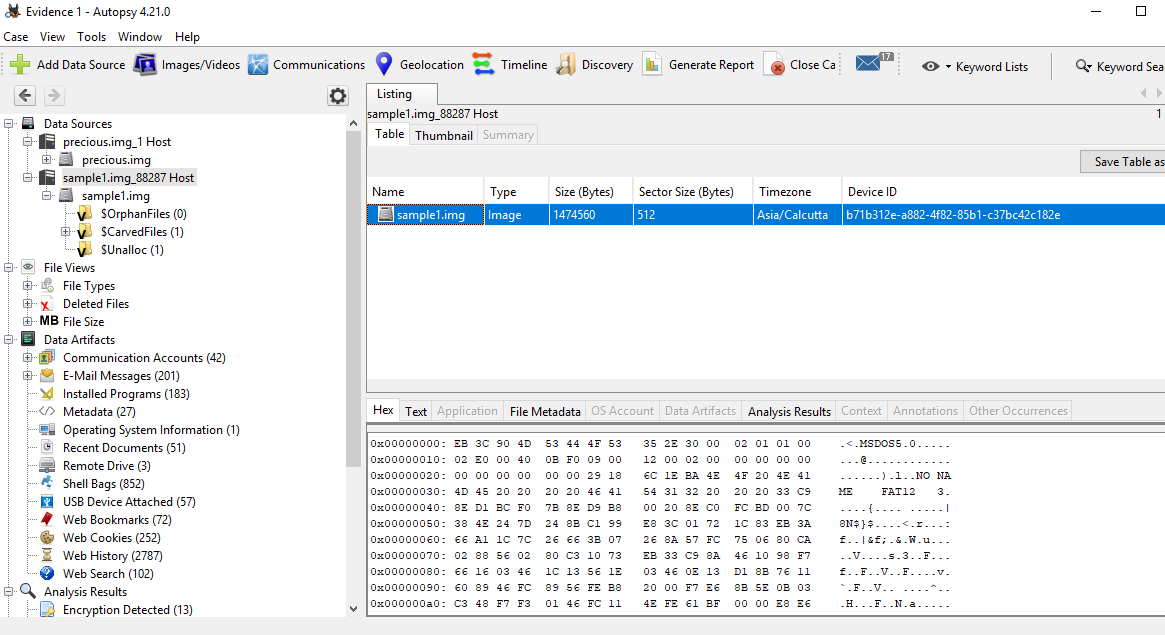 Evidence 1 - Autopsy 4.21.0
Case View Tools Window Help
Add Data Source Images/Videos Communications Geolocation Timeline Discovery Generate Report Close Ca 17 Keyword Lists Keyword Sea
Listing
sample1.img_88287 Host 1
Table Thumbnail Summary
Save Table as
Name Type Size (Bytes) Sector Size (Bytes) Timezone Device ID
sample1.img Image 1474560 512 Asia/Calcutta b71b312e-a882-4f82-85b1-c37bc42c182e
Data Sources
precious.img_1 Host
precious.img
sample1.img_88287 Host
sample1.img
$OrphanFiles (0)
$CarvedFiles (1)
$Unalloc (1)
File Views
File Types
Deleted Files
MB File Size
Data Artifacts
Communication Accounts (42)
E-Mail Messages (201)
Installed Programs (183)
Metadata (27)
Operating System Information (1)
Recent Documents (51)
Remote Drive (3)
Shell Bags (852)
USB Device Attached (57)
Web Bookmarks (72)
Web Cookies (252)
Web History (2787)
Web Search (102)
Analysis Results
Encryption Detected (13)
Hex Text Application File Metadata OS Account Data Artifacts Analysis Results Context Annotations Other Occurrences
0x00000000: EB 3C 90 4D 53 44 4F 53 35 2E 30 00 02 01 01 00 .<.MSDOS5.0.....
0x00000010: 02 E0 00 40 0B F0 09 00 12 00 02 00 00 00 00 00 ...@............
0x00000020: 00 00 00 00 00 00 29 18 6C 1E BA 4E 4F 20 4E 41 ......).l..NO NA
0x00000030: 4D 45 20 20 20 20 46 41 54 31 32 20 20 20 33 C9 ME    FAT12   3.
0x00000040: 8E D1 BC F0 7B 8E D9 B8 00 20 8E C0 FC BD 00 7C ....{.... .....|
0x00000050: 38 4E 24 7D 24 8B C1 99 E8 3C 01 72 1C 83 EB 3A 8N$}$....<.r...:
0x00000060: 66 A1 1C 7C 26 66 3B 07 26 8A 57 FC 75 06 80 CA f..|&f;.&.W.u...
0x00000070: 02 88 56 02 80 C3 10 73 EB 33 C9 8A 46 10 98 F7 ..V....s.3..F...
0x00000080: 66 16 03 46 1C 13 56 1E 03 46 0E 13 D1 8B 76 11 f..F..V..F....v.
0x00000090: 60 89 46 FC 89 56 FE B8 20 00 F7 E6 8B 5E 0B 03 `.F..V.. ....^..
0x000000a0: C3 48 F7 F3 01 46 FC 11 4E FE 61 BF 00 00 E8 E6 .H...F..N.a.....